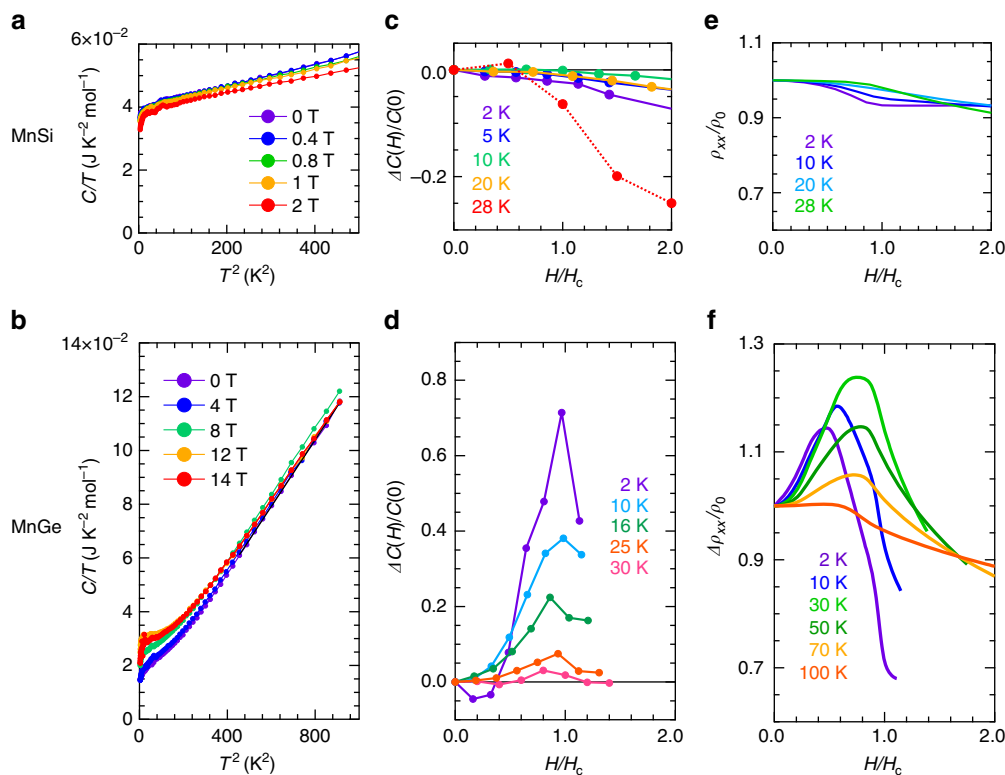 a
MnSi
6×10⁻²
4
2
0
0
200
400
C/T (J K⁻² mol⁻¹)
T² (K²)
0 T
0.4 T
0.8 T
1 T
2 T
c
0.0
−0.2
0.0
1.0
2.0
ΔC(H)/C(0)
H/Hc
2 K
5 K
10 K
20 K
28 K
e
1.1
0.9
0.7
0.0
1.0
2.0
ρxx/ρ0
H/Hc
2 K
10 K
20 K
28 K
b
MnGe
14×10⁻²
12
10
8
6
4
2
0
0
200
400
600
800
C/T (J K⁻² mol⁻¹)
T² (K²)
0 T
4 T
8 T
12 T
14 T
d
0.8
0.6
0.4
0.2
0.0
0.0
1.0
2.0
ΔC(H)/C(0)
H/Hc
2 K
10 K
16 K
25 K
30 K
f
1.3
1.1
0.9
0.7
0.0
1.0
2.0
Δρxx/ρ0
H/Hc
2 K
10 K
30 K
50 K
70 K
100 K